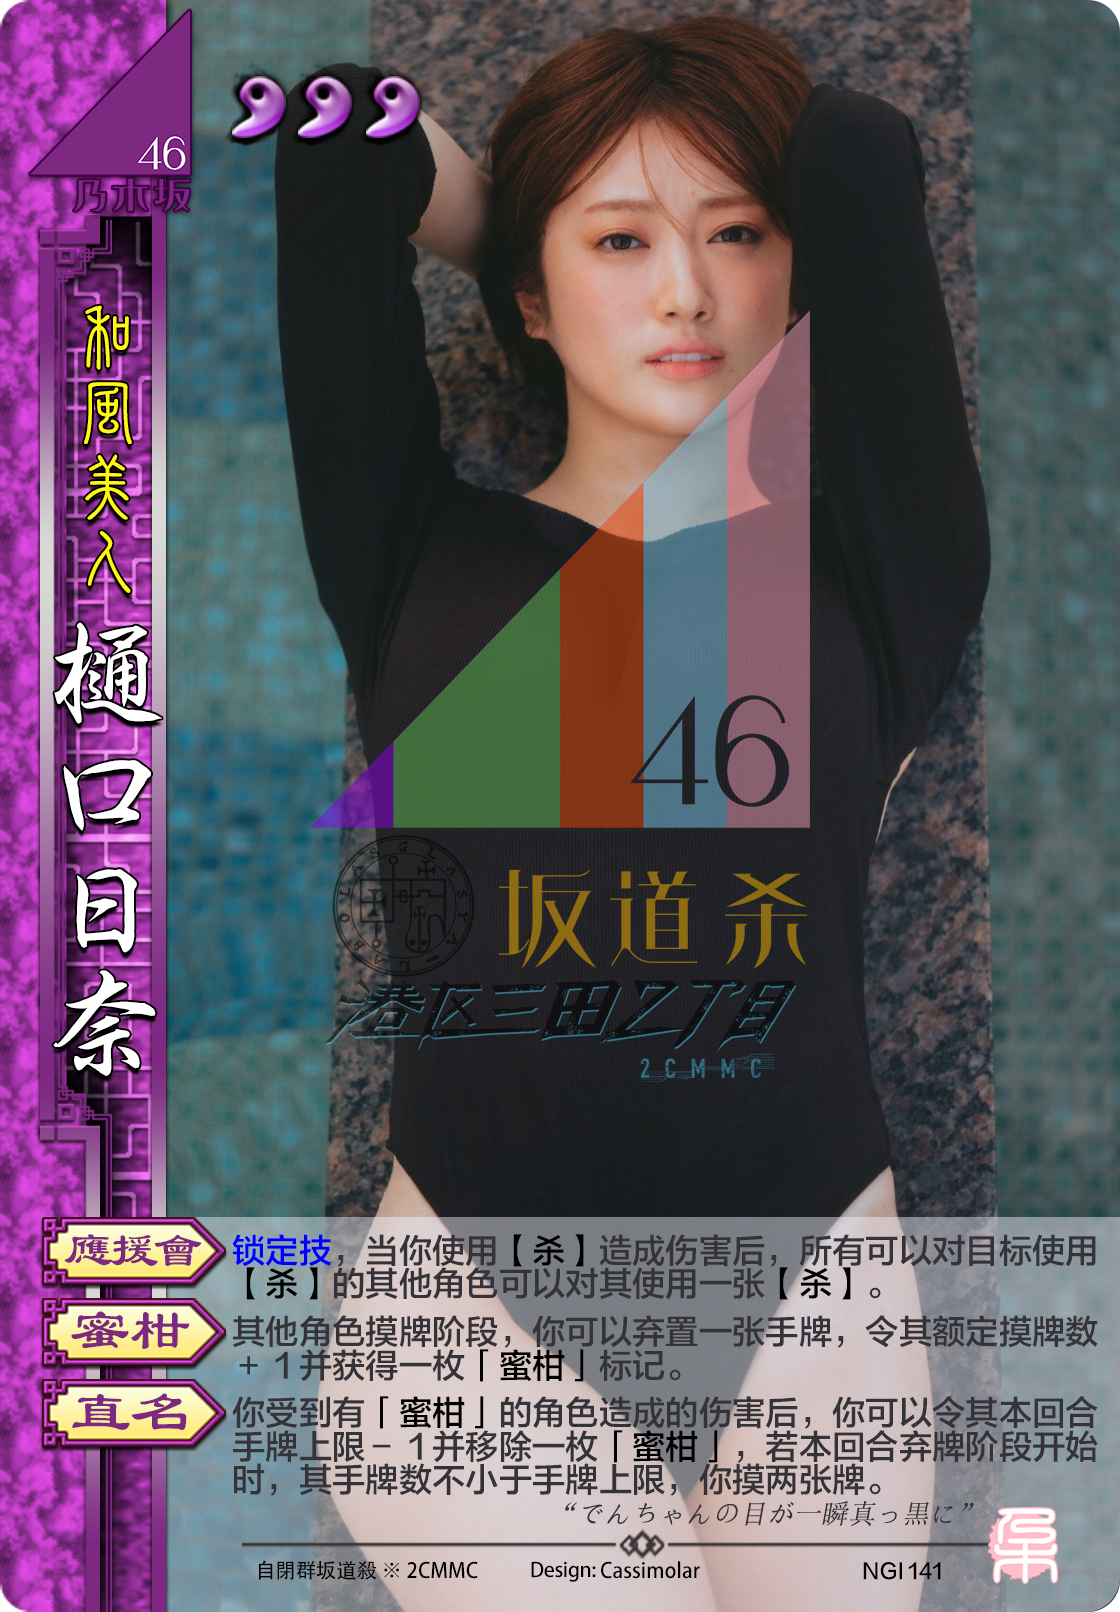 46
乃木坂
和風美人
樋口日奈
46
坂道杀
港区三田2丁目
2CMMC
應援會
锁定技，当你使用【杀】造成伤害后，所有可以对目标使用
【杀】的其他角色可以对其使用一张【杀】。
蜜柑
其他角色摸牌阶段，你可以弃置一张手牌，令其额定摸牌数
＋１并获得一枚「蜜柑」标记。
真名
你受到有「蜜柑」的角色造成的伤害后，你可以令其本回合
手牌上限－１并移除一枚「蜜柑」，若本回合弃牌阶段开始
时，其手牌数不小于手牌上限，你摸两张牌。
“でんちゃんの目が一瞬真っ黒に”
自閉群坂道殺 ※ 2CMMC
Design: Cassimolar
NGI 141